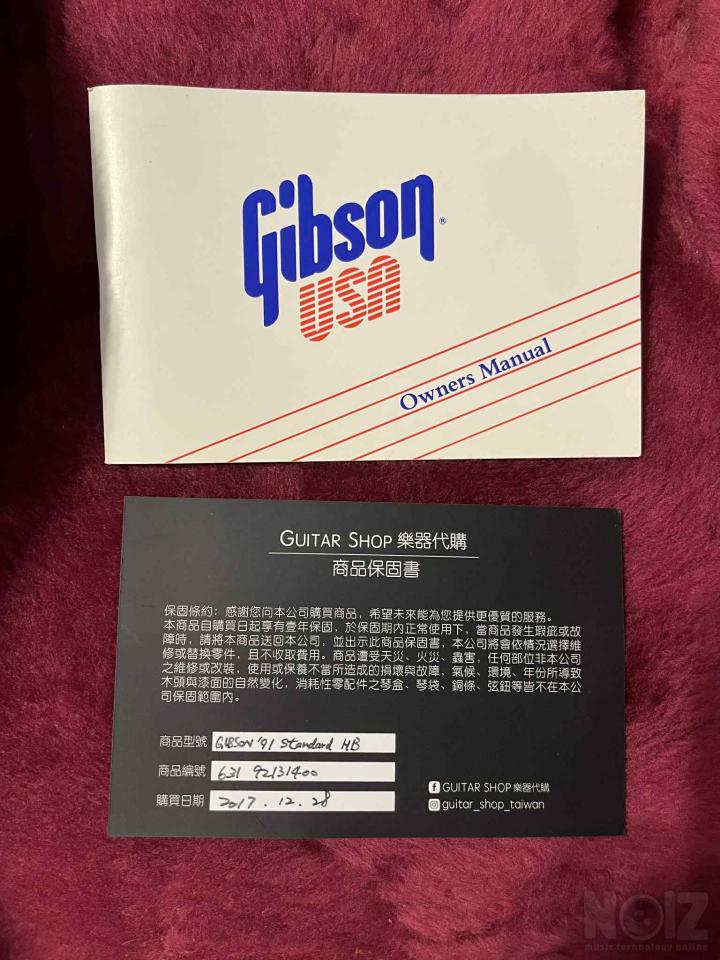 Gibson®
USA
Owners Manual
GUITAR SHOP 樂器代購
商品保固書
保固條約：感謝您向本公司購買商品，希望未來能為您提供更優質的服務。
本商品自購買日起享有壹年保固，於保固期內正常使用下，當商品發生瑕疵或故
障時，請將本商品送回本公司，並出示此商品保固書，本公司將會依情況選擇維
修或替換零件，且不收取費用。商品遭受天災、火災、蟲害，任何部位非本公司
之維修或改裝，使用或保養不當所造成的損壞與故障，氣候、環境、年份所導致
木頭與漆面的自然變化，消耗性零配件之琴盒、琴袋、銅條、弦鈕等皆不在本公
司保固範圍內。
商品型號 GIBSON '91 Standard HB
商品編號 631 92131400
購買日期 2017.12.28
GUITAR SHOP 樂器代購
guitar_shop_taiwan
NOIZ
music technology online